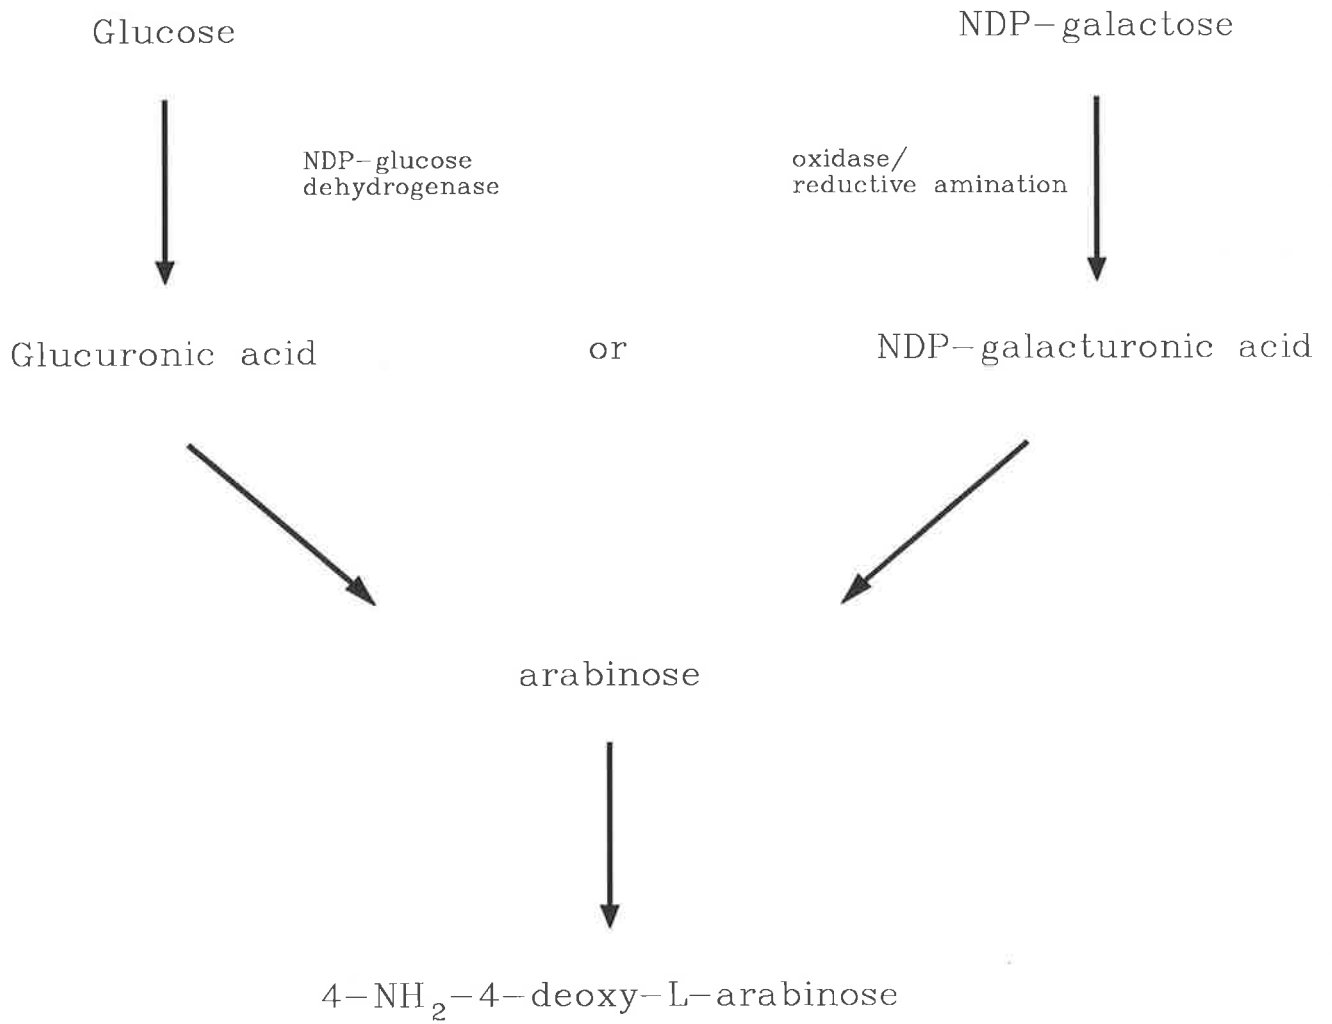 Glucose
NDP-galactose
NDP-glucose
dehydrogenase
oxidase/
reductive amination
Glucuronic acid
or
NDP-galacturonic acid
arabinose
4-NH₂-4-deoxy-L-arabinose